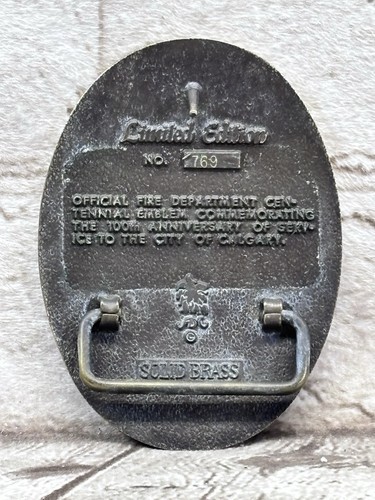 Limited Edition
NO. 769
OFFICIAL FIRE DEPARTMENT CEN-
TENNIAL EMBLEM COMMEMORATING
THE 100th ANNIVERSARY OF SERV-
ICE TO THE CITY OF CALGARY.
©
SOLID BRASS